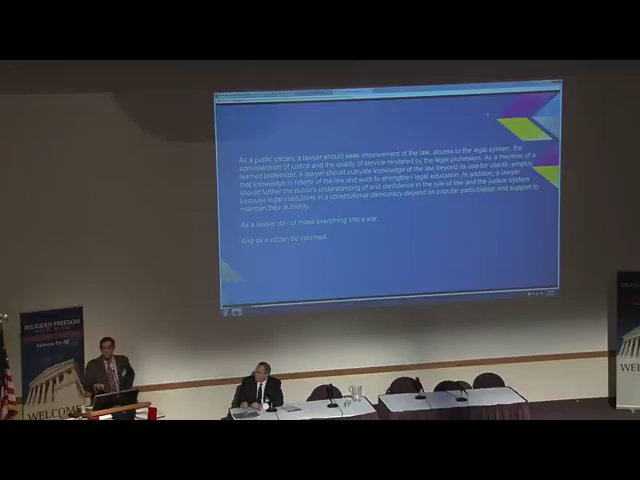 As a public citizen, a lawyer should seek improvement of the law, access to the legal system, the
administration of justice and the quality of service rendered by the legal profession. As a member of a
learned profession, a lawyer should cultivate knowledge of the law beyond its use for clients, employ
that knowledge in reform of the law and work to strengthen legal education. In addition, a lawyer
should further the public's understanding of and confidence in the rule of law and the justice system
because legal institutions in a constitutional democracy depend on popular participation and support to
maintain their authority.
As a lawyer do not make everything into a war.
And as a citizen be informed.
RELIGIOUS FREEDOM
Fairness for All
WELCOME
WE